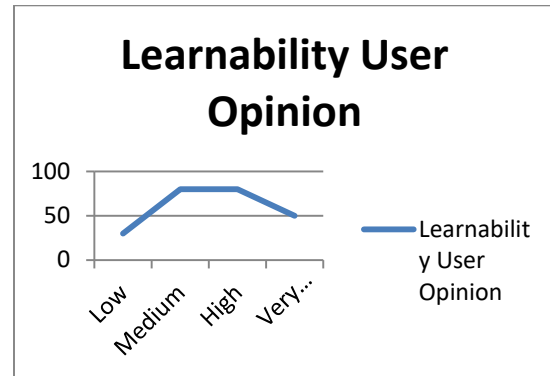 Learnability User
Opinion
100
50
0
Low
Medium
High
Very...
Learnabilit
y User
Opinion